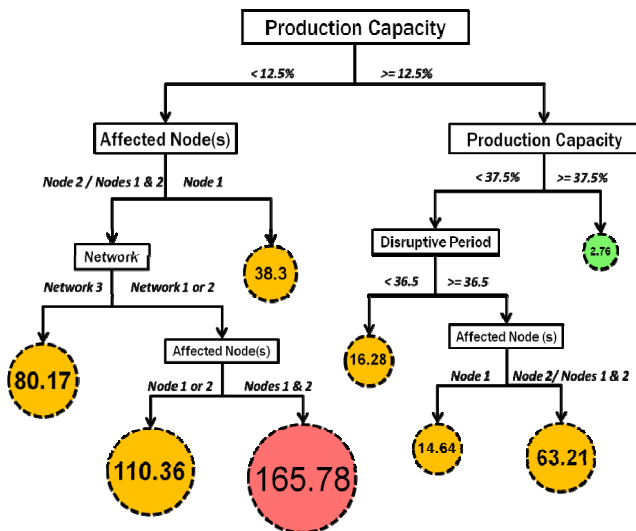 Production Capacity
< 12.5% >= 12.5%
Affected Node(s) Production Capacity
Node 2 / Nodes 1 & 2 Node 1 < 37.5% >= 37.5%
Network 38.3 Disruptive Period 2.76
Network 3 Network 1 or 2 < 36.5 >= 36.5
80.17 Affected Node(s) 16.28 Affected Node (s)
Node 1 or 2 Nodes 1 & 2 Node 1 Node 2/ Nodes 1 & 2
110.36 165.78 14.64 63.21